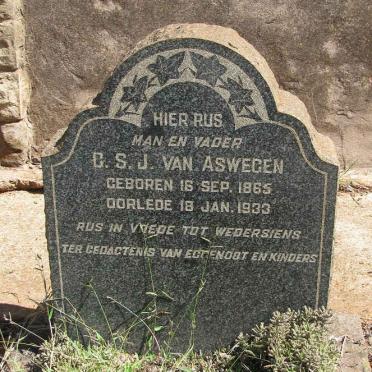 HIER RUS
MAN EN VADER
G. S. J. VAN ASWEGEN
GEBOREN 16 SEP. 1865
OORLEDE 18 JAN. 1933
RUS IN VREDE TOT WEDERSIENS
TER GEDACTENIS VAN EGGENOOT EN KINDERS